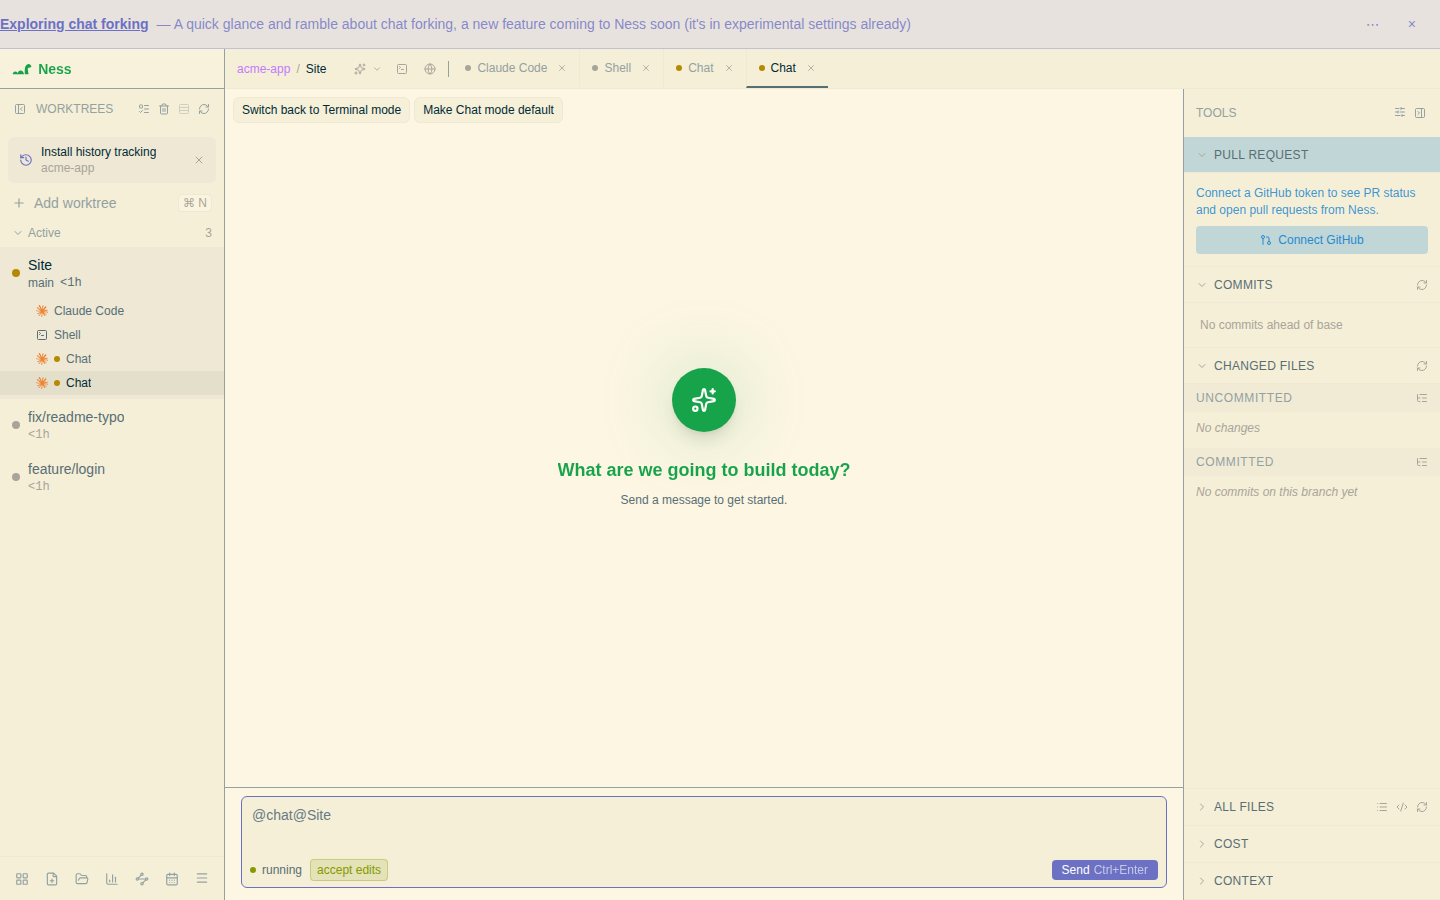 Exploring chat forking — A quick glance and ramble about chat forking, a new feature coming to Ness soon (it's in experimental settings already)
Ness
acme-app / Site
Claude Code
Shell
Chat
Chat
WORKTREES
Switch back to Terminal mode
Make Chat mode default
Install history tracking
acme-app
Add worktree ⌘ N
Active 3
Site
main <1h
Claude Code
Shell
Chat
Chat
fix/readme-typo
<1h
feature/login
<1h
What are we going to build today?
Send a message to get started.
@chat@Site
running accept edits
Send Ctrl+Enter
TOOLS
PULL REQUEST
Connect a GitHub token to see PR status
and open pull requests from Ness.
Connect GitHub
COMMITS
No commits ahead of base
CHANGED FILES
UNCOMMITTED
No changes
COMMITTED
No commits on this branch yet
ALL FILES
COST
CONTEXT